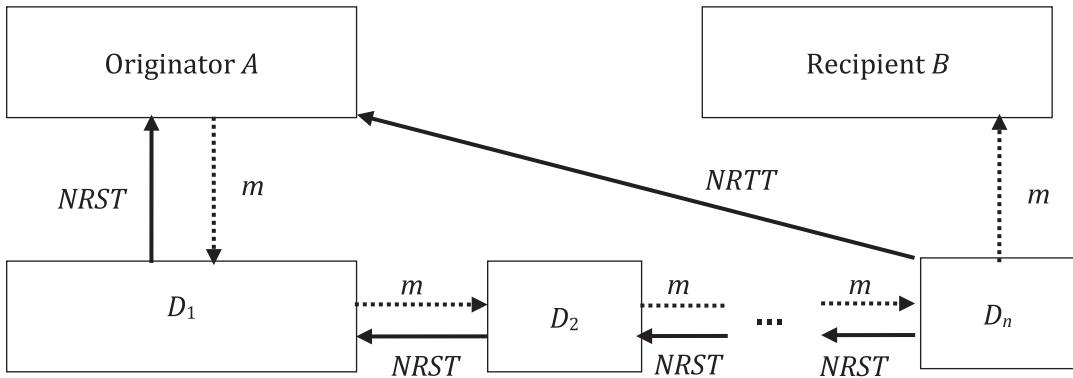 Originator A
Recipient B
NRST
m
NRTT
m
D₁
m
D₂
m
...
m
Dₙ
NRST
NRST
NRST